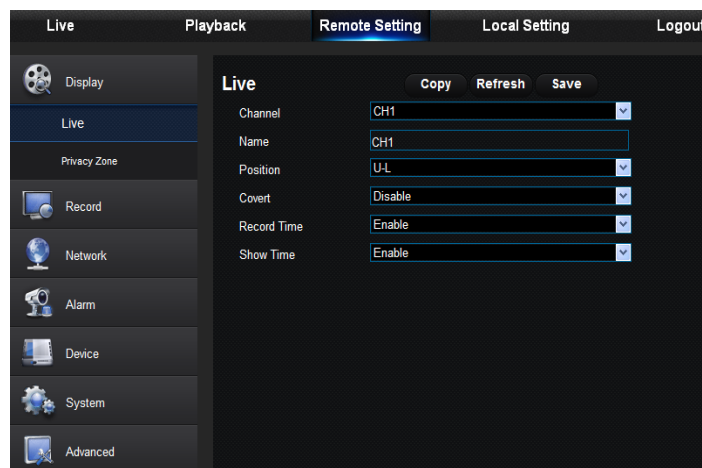 Live Playback Remote Setting Local Setting Logout
Display
Live
Privacy Zone
Record
Network
Alarm
Device
System
Advanced
Live Copy Refresh Save
Channel CH1
Name CH1
Position U-L
Covert Disable
Record Time Enable
Show Time Enable